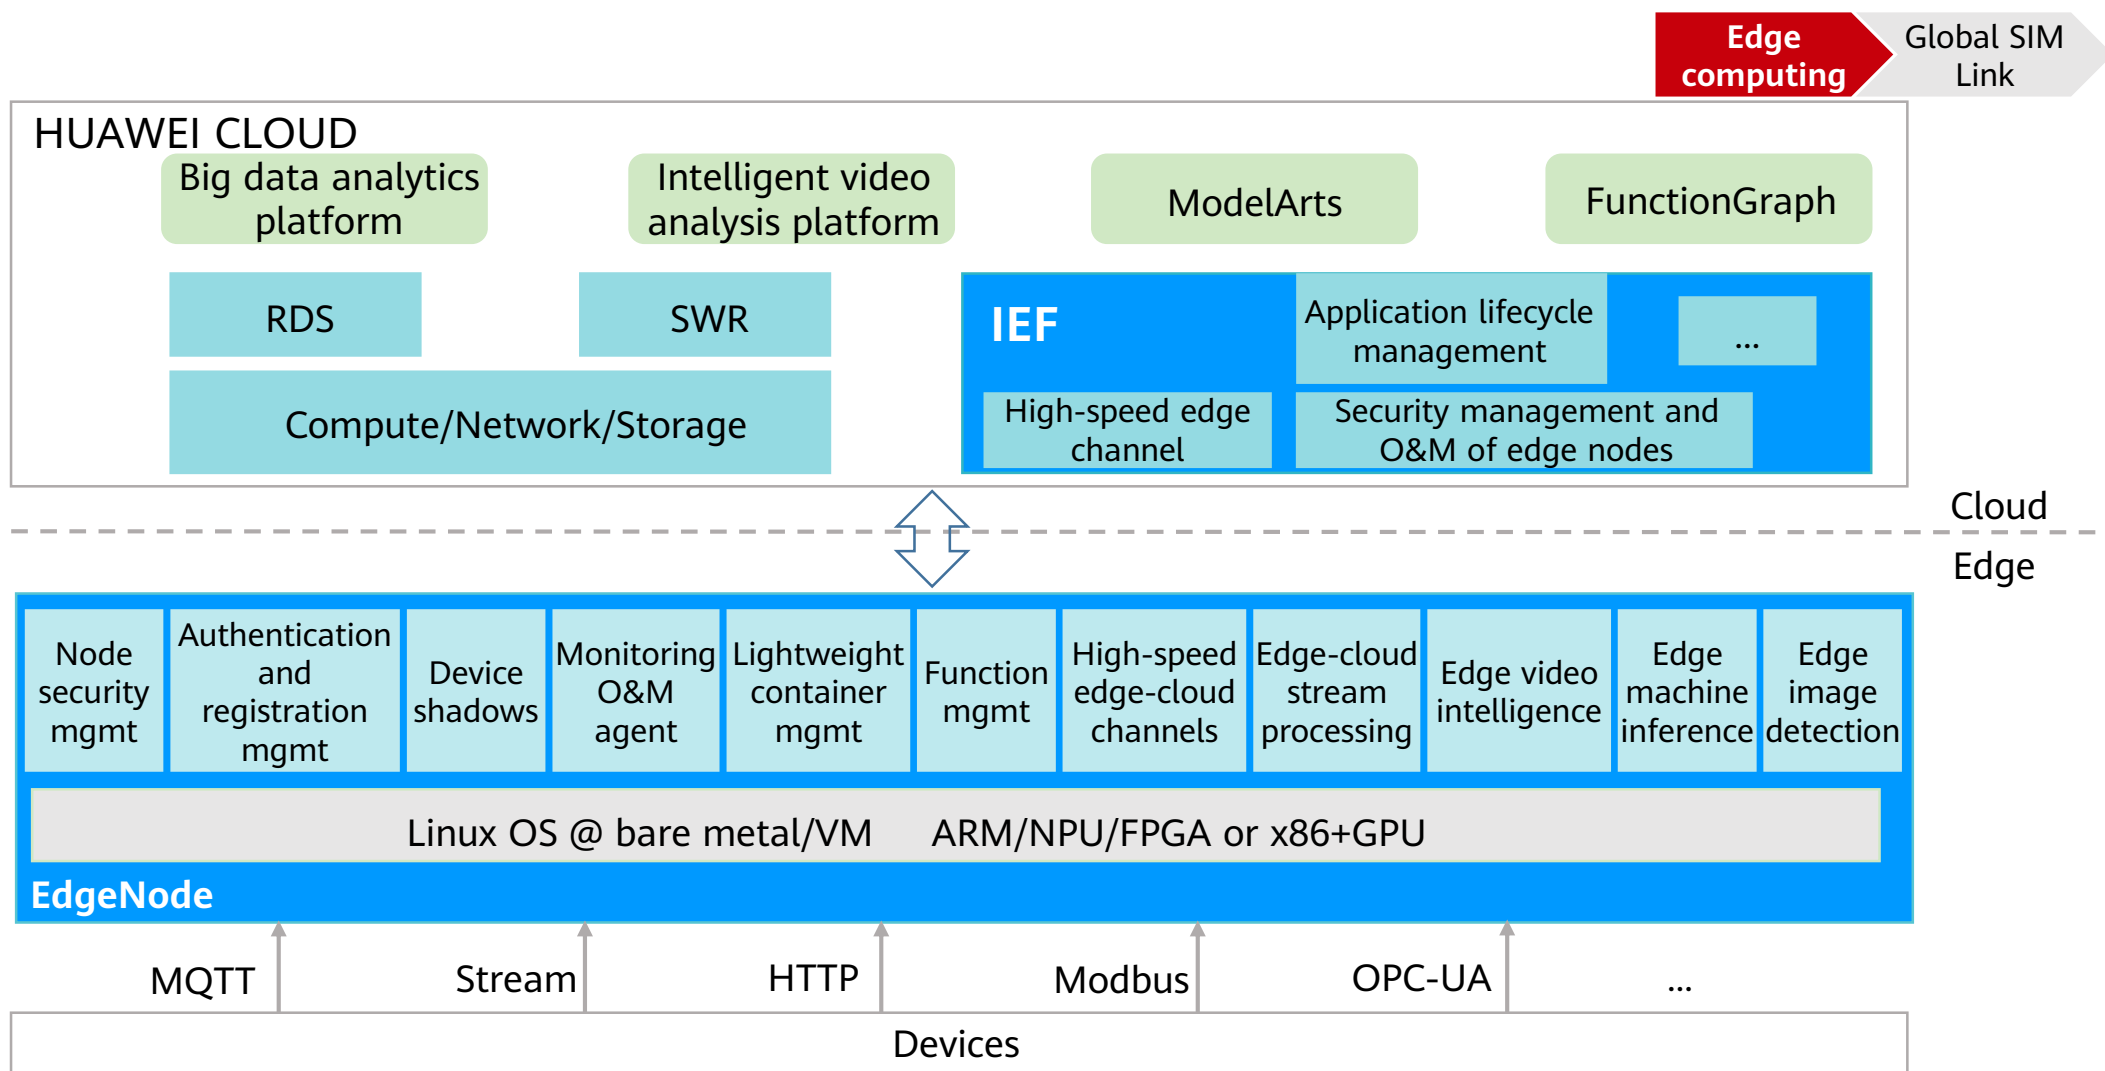 Edge
computing
Global SIM
Link
HUAWEI CLOUD
Big data analytics
platform
Intelligent video
analysis platform
ModelArts
FunctionGraph
RDS
SWR
Compute/Network/Storage
IEF
Application lifecycle
management
...
High-speed edge
channel
Security management and
O&M of edge nodes
Cloud
Edge
Node
security
mgmt
Authentication
and
registration
mgmt
Device
shadows
Monitoring
O&M
agent
Lightweight
container
mgmt
Function
mgmt
High-speed
edge-cloud
channels
Edge-cloud
stream
processing
Edge video
intelligence
Edge
machine
inference
Edge
image
detection
Linux OS @ bare metal/VM ARM/NPU/FPGA or x86+GPU
EdgeNode
MQTT
Stream
HTTP
Modbus
OPC-UA
...
Devices